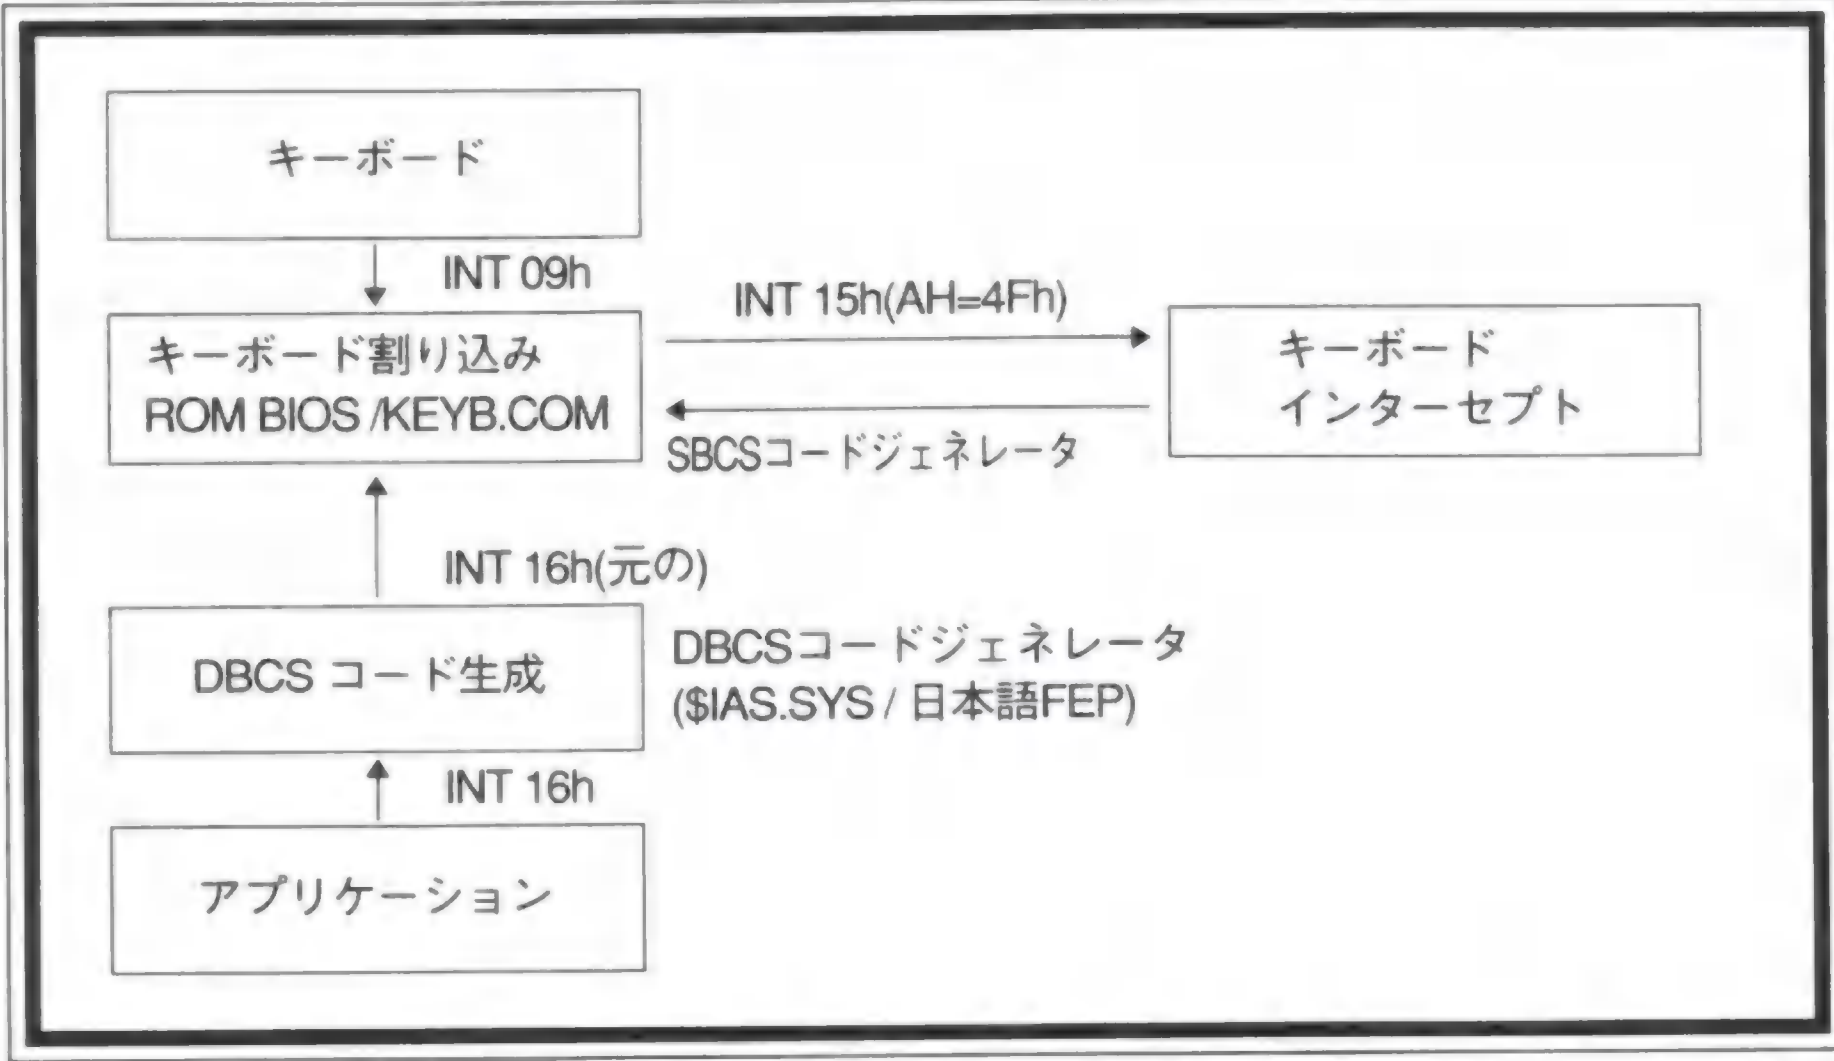 キーボード
INT 09h
INT 15h(AH=4Fh)
キーボード割り込み
ROM BIOS /KEYB.COM
キーボード
インターセプト
SBCSコードジェネレータ
INT 16h(元の)
DBCS コード生成
DBCSコードジェネレータ
($IAS.SYS / 日本語FEP)
INT 16h
アプリケーション